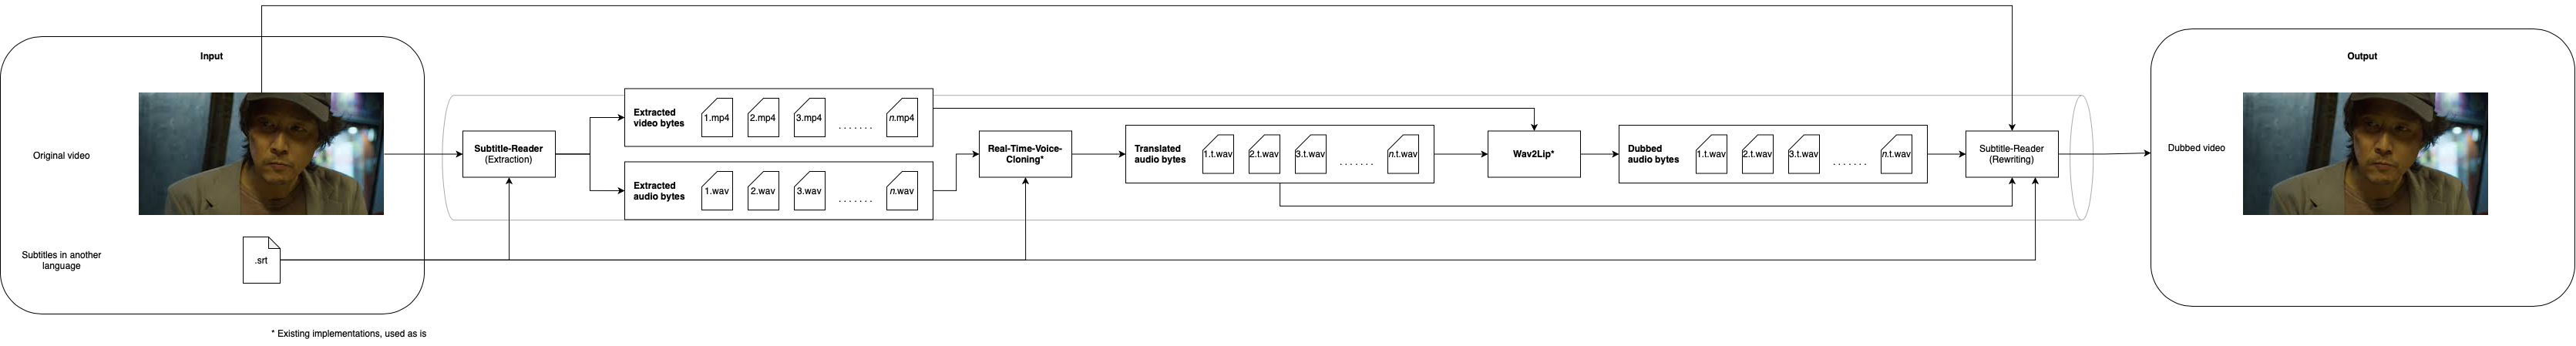 Input
Original video
Subtitles in another
language
.srt
* Existing implementations, used as is
Subtitle-Reader
(Extraction)
Extracted
video bytes
1.mp4
2.mp4
3.mp4
.......
n.mp4
Extracted
audio bytes
1.wav
2.wav
3.wav
.......
n.wav
Real-Time-Voice-
Cloning*
Translated
audio bytes
1.t.wav
2.t.wav
3.t.wav
.......
n.t.wav
Wav2Lip*
Dubbed
audio bytes
1.t.wav
2.t.wav
3.t.wav
.......
n.t.wav
Subtitle-Reader
(Rewriting)
Output
Dubbed video